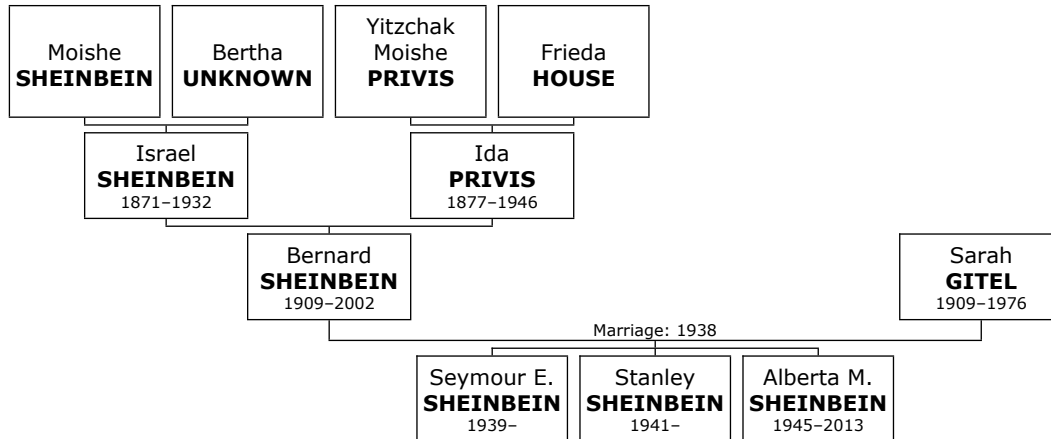 Moishe
SHEINBEIN
Bertha
UNKNOWN
Yitzchak
Moishe
PRIVIS
Frieda
HOUSE
Israel
SHEINBEIN
1871–1932
Ida
PRIVIS
1877–1946
Bernard
SHEINBEIN
1909–2002
Sarah
GITEL
1909–1976
Marriage: 1938
Seymour E.
SHEINBEIN
1939–
Stanley
SHEINBEIN
1941–
Alberta M.
SHEINBEIN
1945–2013